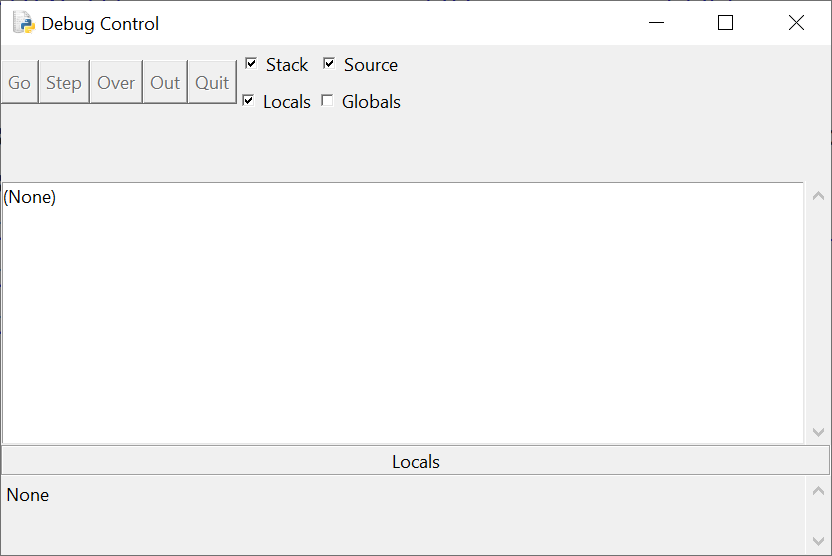 Debug Control
Go Step Over Out Quit
Stack Source
Locals Globals
(None)
Locals
None